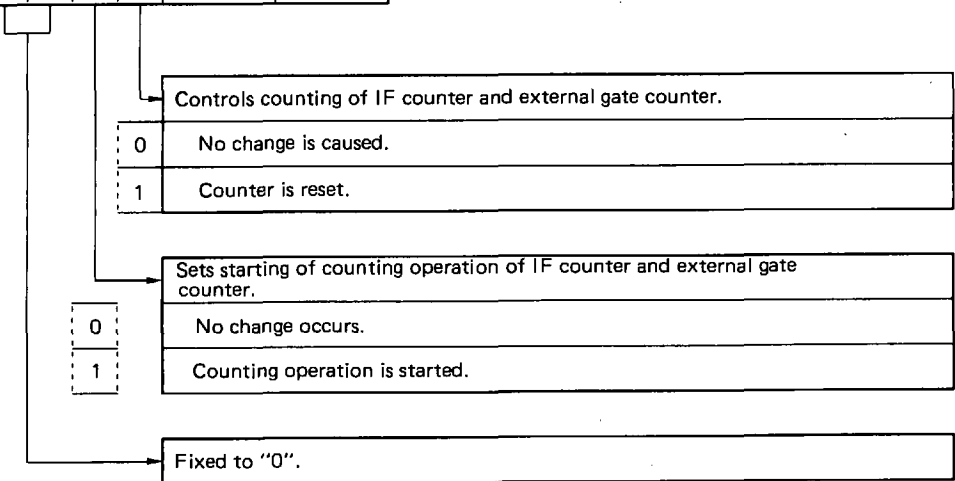 Controls counting of IF counter and external gate counter.
0 No change is caused.
1 Counter is reset.
Sets starting of counting operation of IF counter and external gate
counter.
0 No change occurs.
1 Counting operation is started.
Fixed to "0".